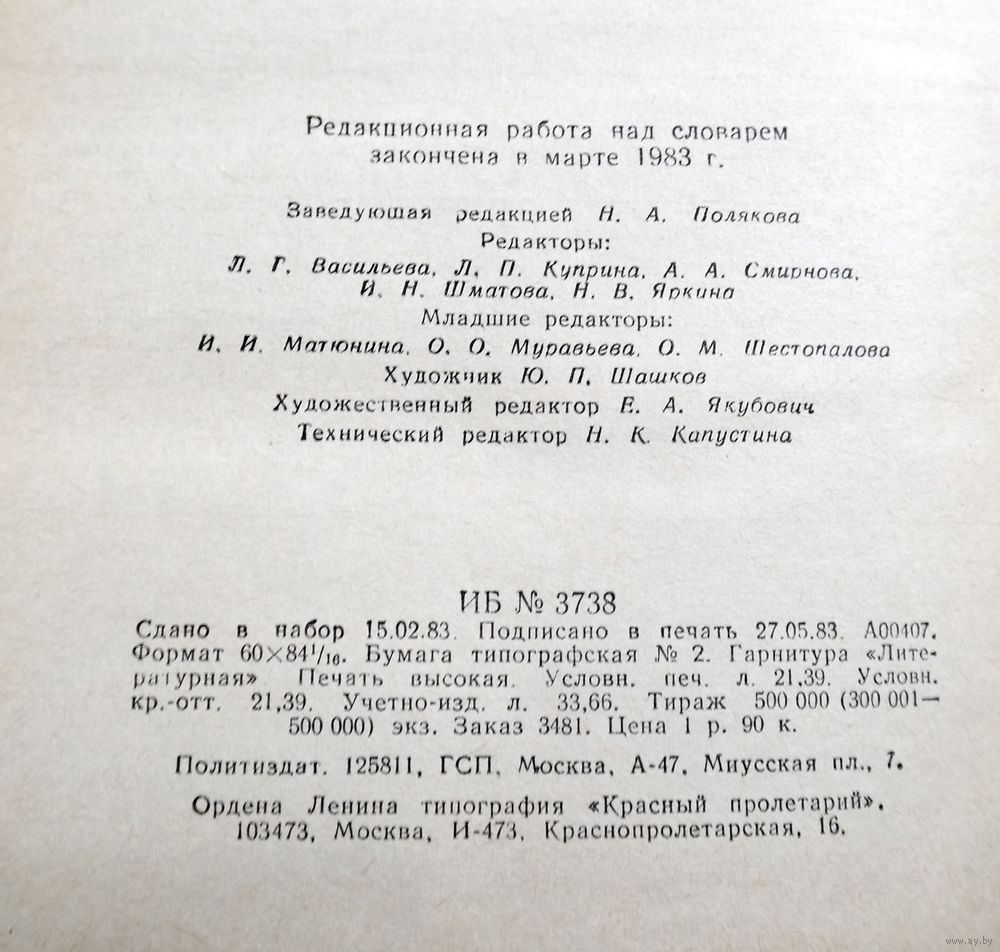 Редакционная работа над словарем
закончена в марте 1983 г.
Заведующая редакцией Н. А. Полякова
Редакторы:
Л. Г. Васильева, Л. П. Куприна, А. А. Смирнова,
И. Н. Шматова, Н. В. Яркина
Младшие редакторы:
И. И. Матюнина, О. О. Муравьева, О. М. Шестопалова
Художник Ю. П. Шашков
Художественный редактор Е. А. Якубович
Технический редактор Н. К. Капустина
ИБ № 3738
Сдано в набор 15.02.83. Подписано в печать 27.05.83. А00407.
Формат 60×84¹/₁₆. Бумага типографская № 2. Гарнитура «Лите-
ратурная» Печать высокая. Условн. печ. л. 21,39. Условн.
кр.-отт. 21,39. Учетно-изд. л. 33,66. Тираж 500 000 (300 001—
500 000) экз. Заказ 3481. Цена 1 р. 90 к.
Политиздат. 125811, ГСП, Москва, А-47, Миусская пл., 7.
Ордена Ленина типография «Красный пролетарий».
103473, Москва, И-473, Краснопролетарская, 16.
www.ay.by